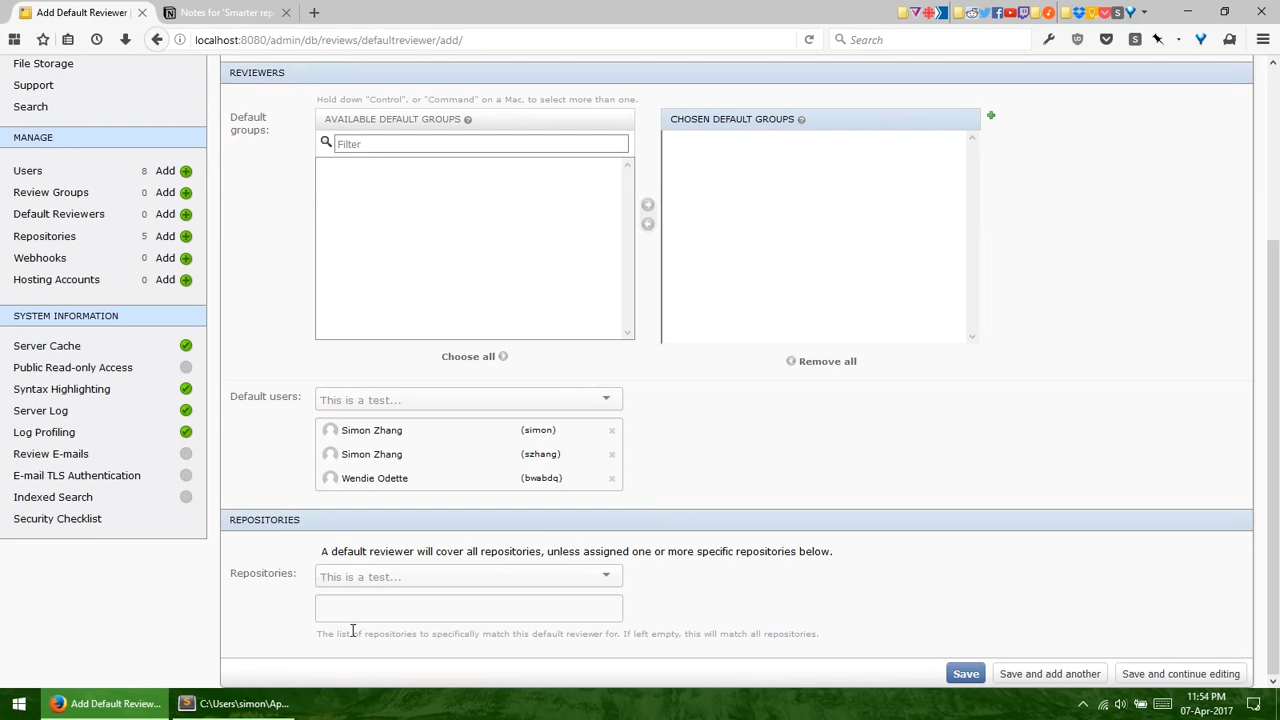 Add Default Reviewer
Notes for 'Smarter rep
localhost:8080/admin/db/reviews/defaultreviewer/add/
Search
File Storage
Support
Search
MANAGE
Users 8 Add
Review Groups 0 Add
Default Reviewers 0 Add
Repositories 5 Add
Webhooks 0 Add
Hosting Accounts 0 Add
SYSTEM INFORMATION
Server Cache
Public Read-only Access
Syntax Highlighting
Server Log
Log Profiling
Review E-mails
E-mail TLS Authentication
Indexed Search
Security Checklist
REVIEWERS
Hold down "Control", or "Command" on a Mac, to select more than one.
Default
groups:
AVAILABLE DEFAULT GROUPS ?
Filter
Choose all
CHOSEN DEFAULT GROUPS ?
Remove all
Default users:
This is a test...
Simon Zhang (simon)
Simon Zhang (szhang)
Wendie Odette (bwabdq)
REPOSITORIES
A default reviewer will cover all repositories, unless assigned one or more specific repositories below.
Repositories:
This is a test...
The list of repositories to specifically match this default reviewer for. If left empty, this will match all repositories.
Save
Save and add another
Save and continue editing
Add Default Review...
C:\Users\simon\Ap...
11:54 PM
07-Apr-2017